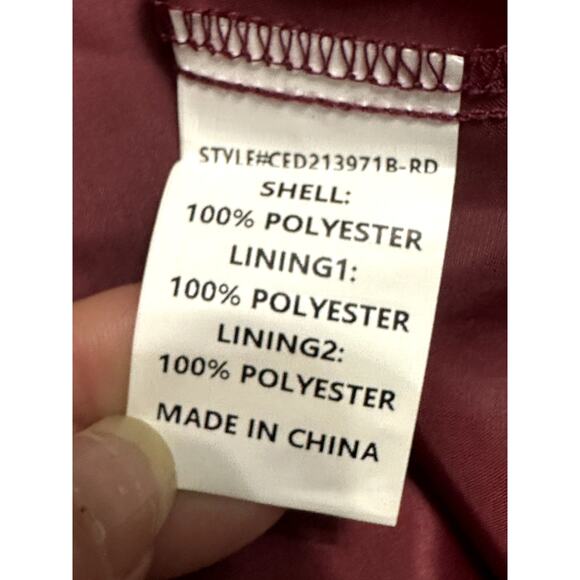 STYLE#CED213971B-RD
SHELL:
100% POLYESTER
LINING1:
100% POLYESTER
LINING2:
100% POLYESTER
MADE IN CHINA